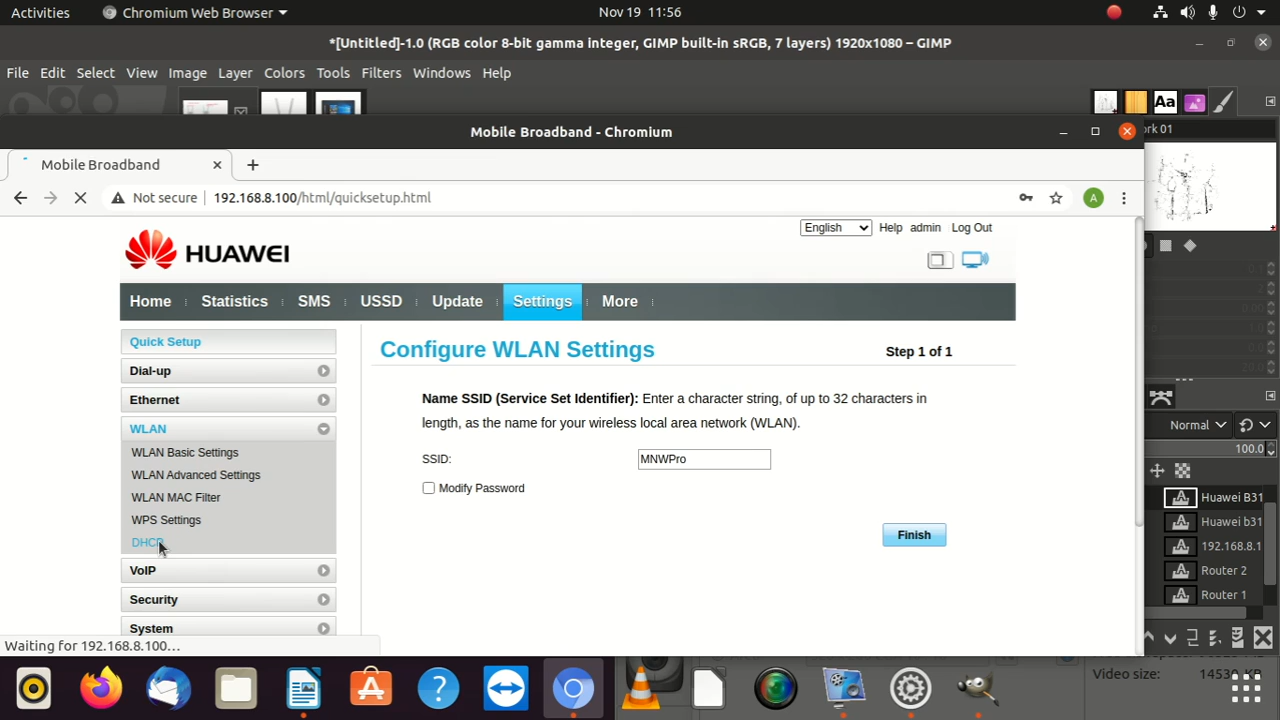 Activities
Chromium Web Browser
Nov 19 11:56
*[Untitled]-1.0 (RGB color 8-bit gamma integer, GIMP built-in sRGB, 7 layers) 1920x1080 – GIMP
File Edit Select View Image Layer Colors Tools Filters Windows Help
Aa
Mobile Broadband - Chromium
ork 01
Mobile Broadband
Not secure 192.168.8.100/html/quicksetup.html
A
English Help admin Log Out
HUAWEI
Home Statistics SMS USSD Update Settings More
Quick Setup
Configure WLAN Settings
Step 1 of 1
Dial-up
Ethernet
Name SSID (Service Set Identifier): Enter a character string, of up to 32 characters in
length, as the name for your wireless local area network (WLAN).
WLAN
WLAN Basic Settings
SSID: MNWPro
WLAN Advanced Settings
Modify Password
WLAN MAC Filter
WPS Settings
Finish
DHCP
VoIP
Security
System
Normal
100.0
Huawei B31
Huawei b31
192.168.8.1
Router 2
Router 1
Waiting for 192.168.8.100...
Video size: